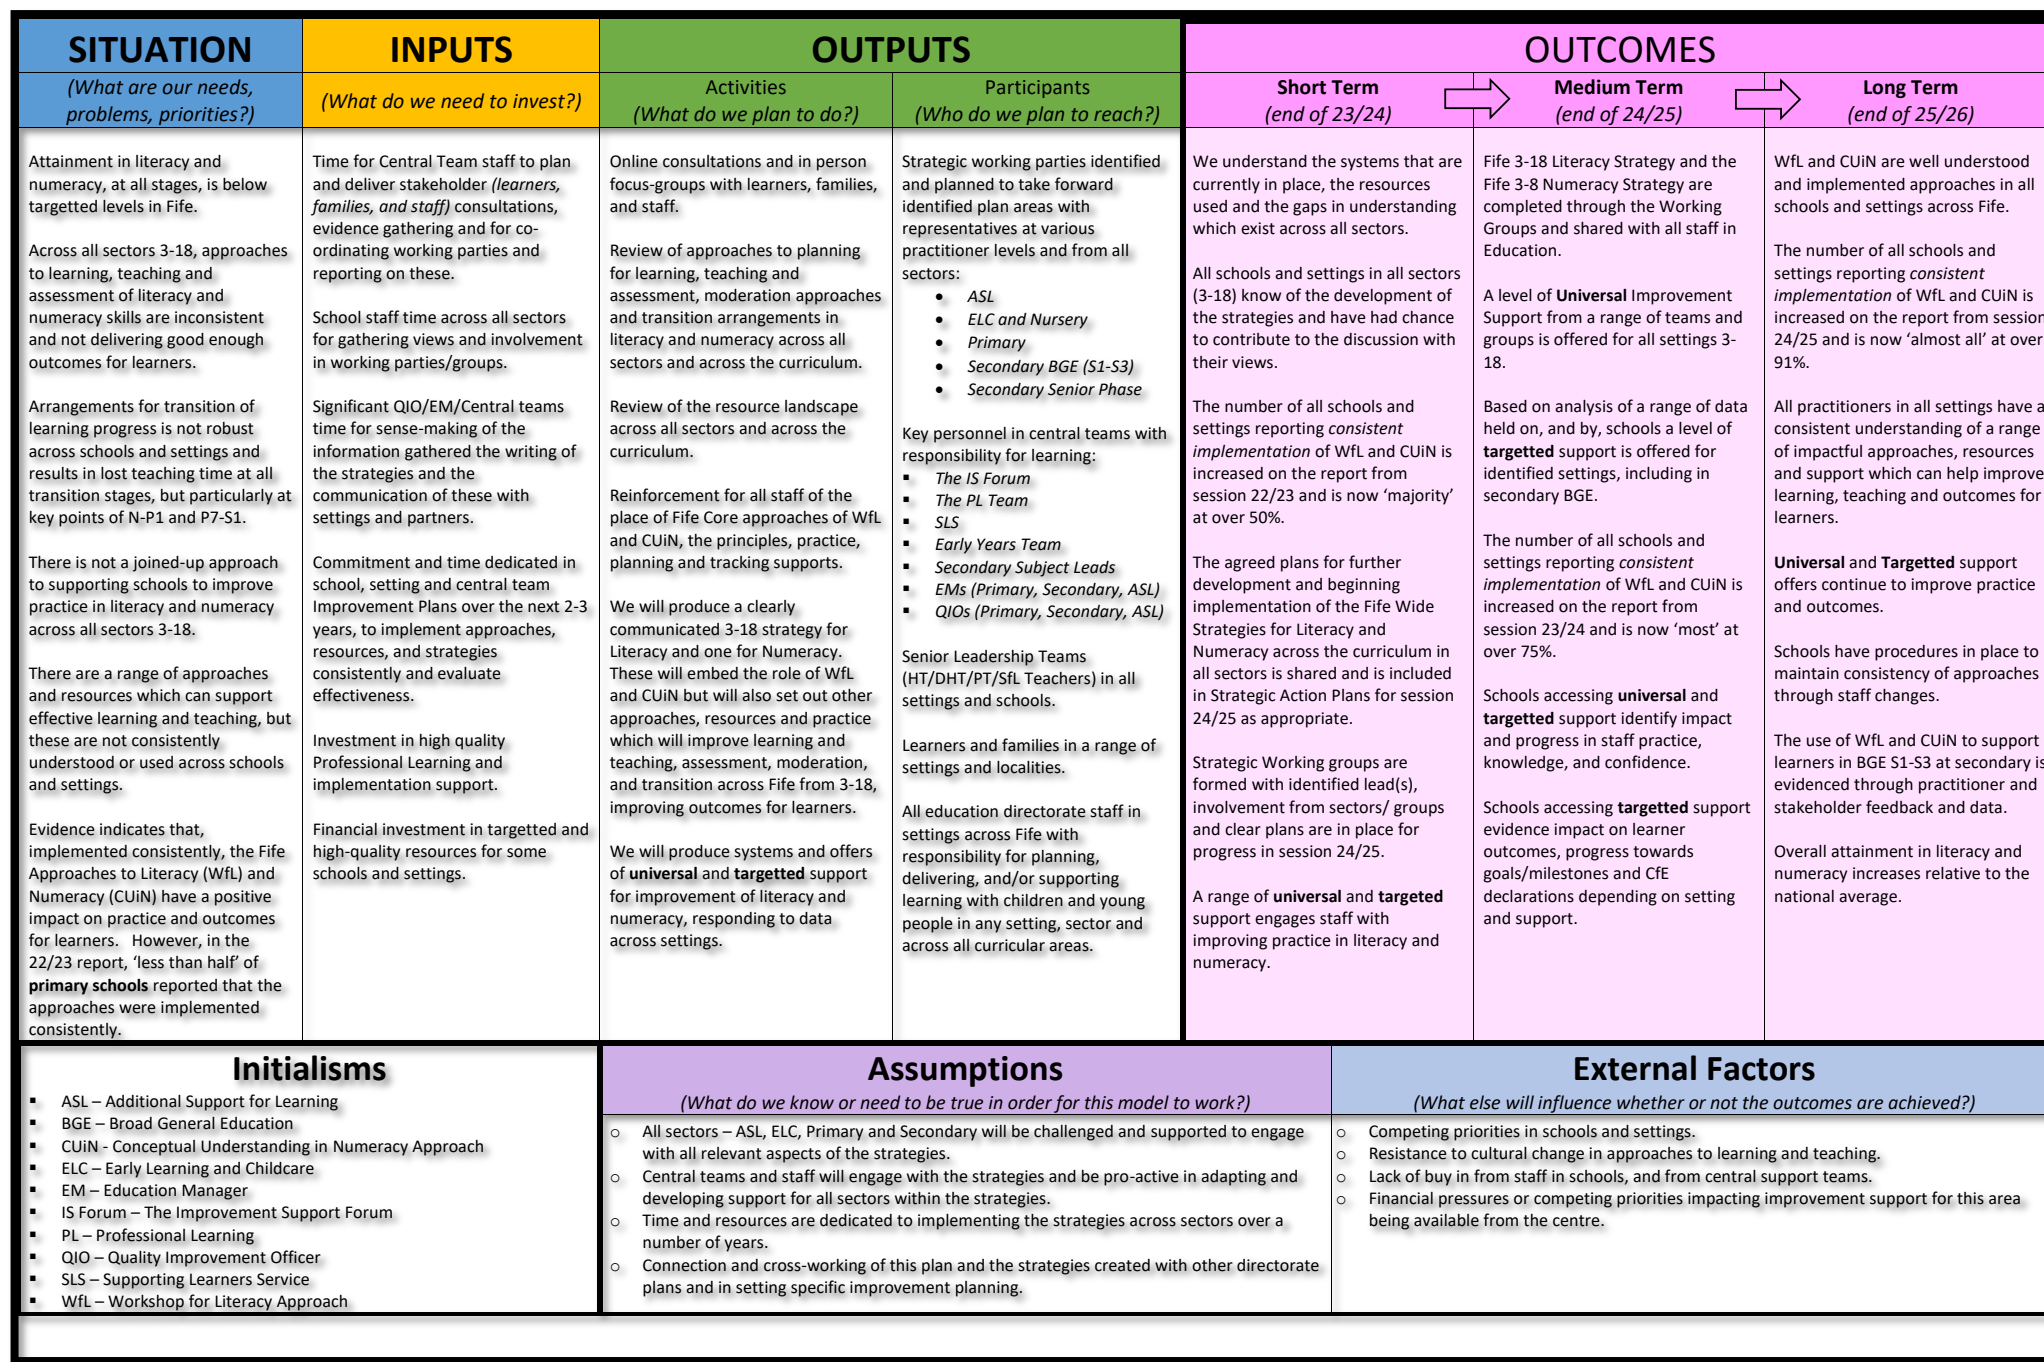 SITUATION
(What are our needs,
problems, priorities?)
Attainment in literacy and
numeracy, at all stages, is below
targetted levels in Fife.
Across all sectors 3-18, approaches
to learning, teaching and
assessment of literacy and
numeracy skills are inconsistent
and not delivering good enough
outcomes for learners.
Arrangements for transition of
learning progress is not robust
across schools and settings and
results in lost teaching time at all
transition stages, but particularly at
key points of N-P1 and P7-S1.
There is not a joined-up approach
to supporting schools to improve
practice in literacy and numeracy
across all sectors 3-18.
There are a range of approaches
and resources which can support
effective learning and teaching, but
these are not consistently
understood or used across schools
and settings.
Evidence indicates that,
implemented consistently, the Fife
Approaches to Literacy (WfL) and
Numeracy (CUiN) have a positive
impact on practice and outcomes
for learners.   However, in the
22/23 report, ‘less than half’ of
primary schools reported that the
approaches were implemented
consistently.
INPUTS
(What do we need to invest?)
Time for Central Team staff to plan
and deliver stakeholder (learners,
families, and staff) consultations,
evidence gathering and for co-
ordinating working parties and
reporting on these.
School staff time across all sectors
for gathering views and involvement
in working parties/groups.
Significant QIO/EM/Central teams
time for sense-making of the
information gathered the writing of
the strategies and the
communication of these with
settings and partners.
Commitment and time dedicated in
school, setting and central team
Improvement Plans over the next 2-3
years, to implement approaches,
resources, and strategies
consistently and evaluate
effectiveness.
Investment in high quality
Professional Learning and
implementation support.
Financial investment in targetted and
high-quality resources for some
schools and settings.
OUTPUTS
Activities
(What do we plan to do?)
Online consultations and in person
focus-groups with learners, families,
and staff.
Review of approaches to planning
for learning, teaching and
assessment, moderation approaches
and transition arrangements in
literacy and numeracy across all
sectors and across the curriculum.
Review of the resource landscape
across all sectors and across the
curriculum.
Reinforcement for all staff of the
place of Fife Core approaches of WfL
and CUiN, the principles, practice,
planning and tracking supports.
We will produce a clearly
communicated 3-18 strategy for
Literacy and one for Numeracy.
These will embed the role of WfL
and CUiN but will also set out other
approaches, resources and practice
which will improve learning and
teaching, assessment, moderation,
and transition across Fife from 3-18,
improving outcomes for learners.
We will produce systems and offers
of universal and targetted support
for improvement of literacy and
numeracy, responding to data
across settings.
Participants
(Who do we plan to reach?)
Strategic working parties identified
and planned to take forward
identified plan areas with
representatives at various
practitioner levels and from all
sectors:
• ASL
• ELC and Nursery
• Primary
• Secondary BGE (S1-S3)
• Secondary Senior Phase
Key personnel in central teams with
responsibility for learning:
▪ The IS Forum
▪ The PL Team
▪ SLS
▪ Early Years Team
▪ Secondary Subject Leads
▪ EMs (Primary, Secondary, ASL)
▪ QIOs (Primary, Secondary, ASL)
Senior Leadership Teams
(HT/DHT/PT/SfL Teachers) in all
settings and schools.
Learners and families in a range of
settings and localities.
All education directorate staff in
settings across Fife with
responsibility for planning,
delivering, and/or supporting
learning with children and young
people in any setting, sector and
across all curricular areas.
OUTCOMES
Short Term
(end of 23/24)
We understand the systems that are
currently in place, the resources
used and the gaps in understanding
which exist across all sectors.
All schools and settings in all sectors
(3-18) know of the development of
the strategies and have had chance
to contribute to the discussion with
their views.
The number of all schools and
settings reporting consistent
implementation of WfL and CUiN is
increased on the report from
session 22/23 and is now ‘majority’
at over 50%.
The agreed plans for further
development and beginning
implementation of the Fife Wide
Strategies for Literacy and
Numeracy across the curriculum in
all sectors is shared and is included
in Strategic Action Plans for session
24/25 as appropriate.
Strategic Working groups are
formed with identified lead(s),
involvement from sectors/ groups
and clear plans are in place for
progress in session 24/25.
A range of universal and targeted
support engages staff with
improving practice in literacy and
numeracy.
Medium Term
(end of 24/25)
Fife 3-18 Literacy Strategy and the
Fife 3-8 Numeracy Strategy are
completed through the Working
Groups and shared with all staff in
Education.
A level of Universal Improvement
Support from a range of teams and
groups is offered for all settings 3-
18.
Based on analysis of a range of data
held on, and by, schools a level of
targetted support is offered for
identified settings, including in
secondary BGE.
The number of all schools and
settings reporting consistent
implementation of WfL and CUiN is
increased on the report from
session 23/24 and is now ‘most’ at
over 75%.
Schools accessing universal and
targetted support identify impact
and progress in staff practice,
knowledge, and confidence.
Schools accessing targetted support
evidence impact on learner
outcomes, progress towards
goals/milestones and CfE
declarations depending on setting
and support.
Long Term
(end of 25/26)
WfL and CUiN are well understood
and implemented approaches in all
schools and settings across Fife.
The number of all schools and
settings reporting consistent
implementation of WfL and CUiN is
increased on the report from session
24/25 and is now ‘almost all’ at over
91%.
All practitioners in all settings have a
consistent understanding of a range
of impactful approaches, resources
and support which can help improve
learning, teaching and outcomes for
learners.
Universal and Targetted support
offers continue to improve practice
and outcomes.
Schools have procedures in place to
maintain consistency of approaches
through staff changes.
The use of WfL and CUiN to support
learners in BGE S1-S3 at secondary is
evidenced through practitioner and
stakeholder feedback and data.
Overall attainment in literacy and
numeracy increases relative to the
national average.
Initialisms
▪ ASL – Additional Support for Learning
▪ BGE – Broad General Education
▪ CUiN - Conceptual Understanding in Numeracy Approach
▪ ELC – Early Learning and Childcare
▪ EM – Education Manager
▪ IS Forum – The Improvement Support Forum
▪ PL – Professional Learning
▪ QIO – Quality Improvement Officer
▪ SLS – Supporting Learners Service
▪ WfL – Workshop for Literacy Approach
Assumptions
(What do we know or need to be true in order for this model to work?)
o All sectors – ASL, ELC, Primary and Secondary will be challenged and supported to engage
with all relevant aspects of the strategies.
o Central teams and staff will engage with the strategies and be pro-active in adapting and
developing support for all sectors within the strategies.
o Time and resources are dedicated to implementing the strategies across sectors over a
number of years.
o Connection and cross-working of this plan and the strategies created with other directorate
plans and in setting specific improvement planning.
External Factors
(What else will influence whether or not the outcomes are achieved?)
o Competing priorities in schools and settings.
o Resistance to cultural change in approaches to learning and teaching.
o Lack of buy in from staff in schools, and from central support teams.
o Financial pressures or competing priorities impacting improvement support for this area
being available from the centre.